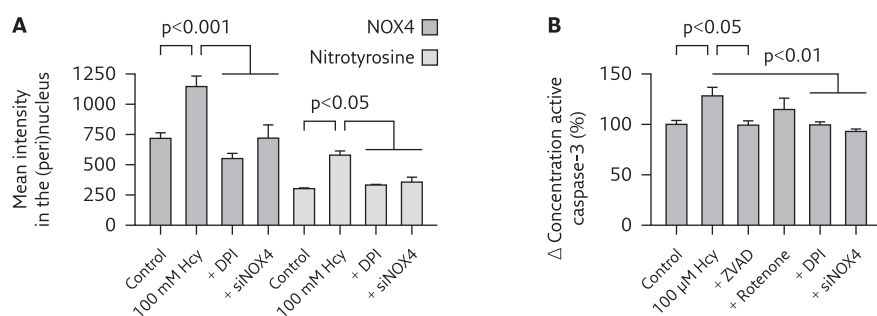 A
p<0.001
NOX4
Nitrotyrosine
p<0.05
Mean intensity
in the (peri)nucleus
1250
1000
750
500
250
0
Control
100 mM Hcy
+ DPI
+ siNOX4
Control
100 mM Hcy
+ DPI
+ siNOX4
B
p<0.05
p<0.01
△ Concentration active
caspase-3 (%)
150
100
50
0
Control
100 µM Hcy
+ ZVAD
+ Rotenone
+ DPI
+ siNOX4